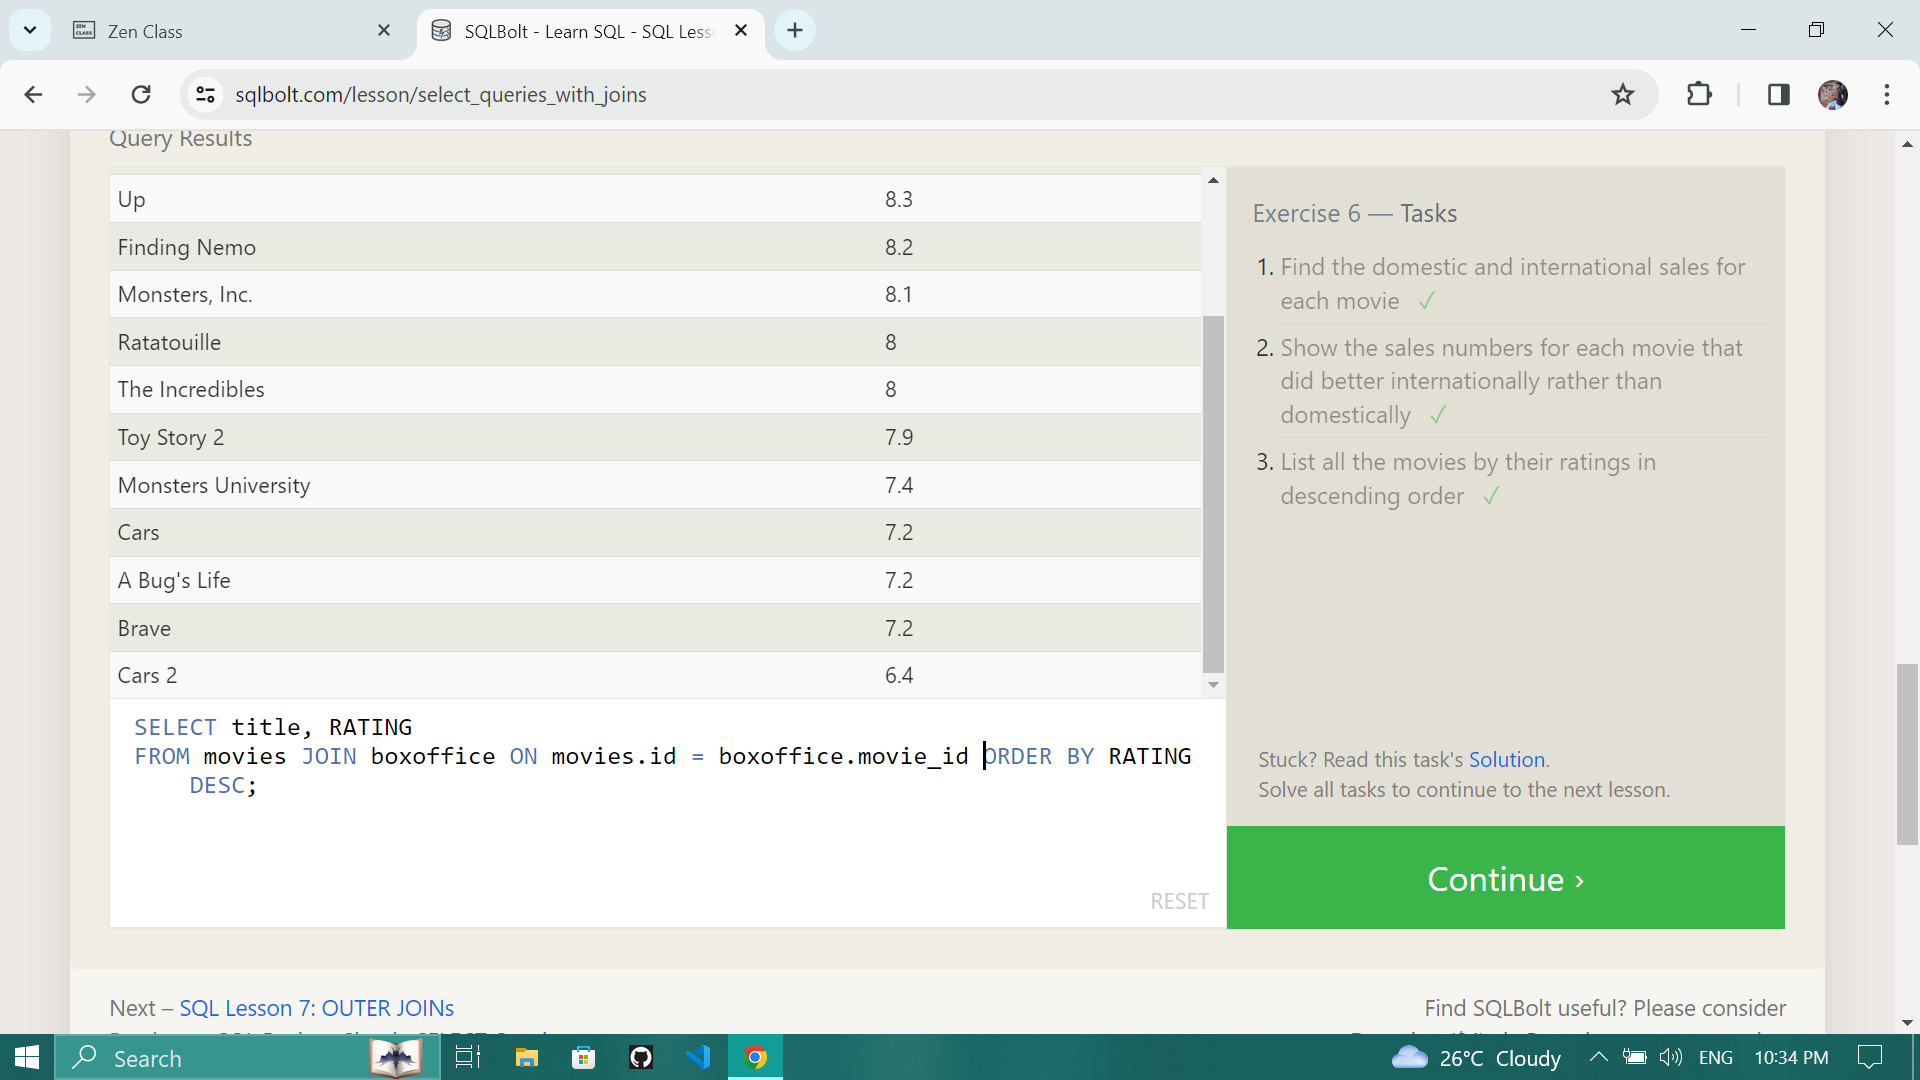 ZEN CLASS
Zen Class
SQLBolt - Learn SQL - SQL Less
sqlbolt.com/lesson/select_queries_with_joins
Query Results
Up 8.3
Finding Nemo 8.2
Monsters, Inc. 8.1
Ratatouille 8
The Incredibles 8
Toy Story 2 7.9
Monsters University 7.4
Cars 7.2
A Bug's Life 7.2
Brave 7.2
Cars 2 6.4
SELECT title, RATING
FROM movies JOIN boxoffice ON movies.id = boxoffice.movie_id ORDER BY RATING
DESC;
RESET
Exercise 6 — Tasks
1. Find the domestic and international sales for
each movie ✓
2. Show the sales numbers for each movie that
did better internationally rather than
domestically ✓
3. List all the movies by their ratings in
descending order ✓
Stuck? Read this task's Solution.
Solve all tasks to continue to the next lesson.
Continue ›
Next – SQL Lesson 7: OUTER JOINs
Find SQLBolt useful? Please consider
Search
26°C Cloudy
ENG
10:34 PM